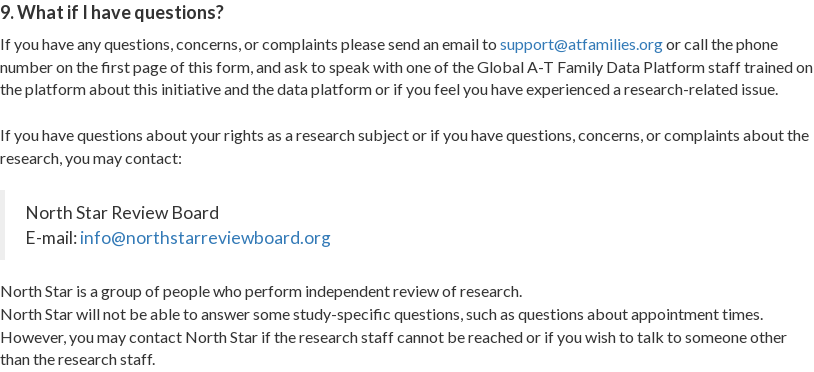 9. What if I have questions?
If you have any questions, concerns, or complaints please send an email to support@atfamilies.org or call the phone
number on the first page of this form, and ask to speak with one of the Global A-T Family Data Platform staff trained on
the platform about this initiative and the data platform or if you feel you have experienced a research-related issue.
If you have questions about your rights as a research subject or if you have questions, concerns, or complaints about the
research, you may contact:
North Star Review Board
E-mail: info@northstarreviewboard.org
North Star is a group of people who perform independent review of research.
North Star will not be able to answer some study-specific questions, such as questions about appointment times.
However, you may contact North Star if the research staff cannot be reached or if you wish to talk to someone other
than the research staff.